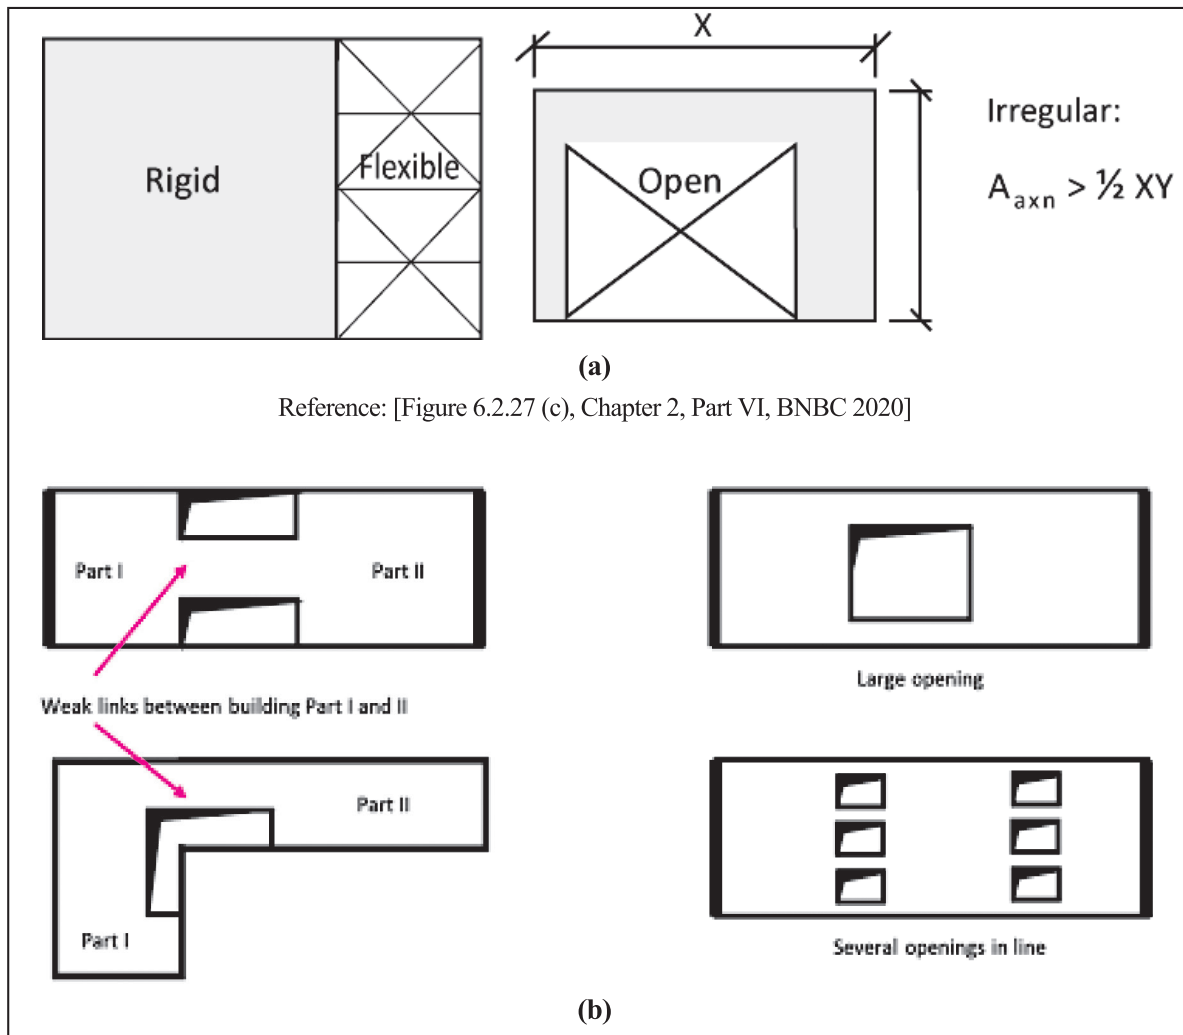 X
Irregular:
Rigid
Flexible
Open
A axn > ½ XY
(a)
Reference: [Figure 6.2.27 (c), Chapter 2, Part VI, BNBC 2020]
Part I
Part II
Large opening
Weak links between building Part I and II
Part II
Part I
Several openings in line
(b)